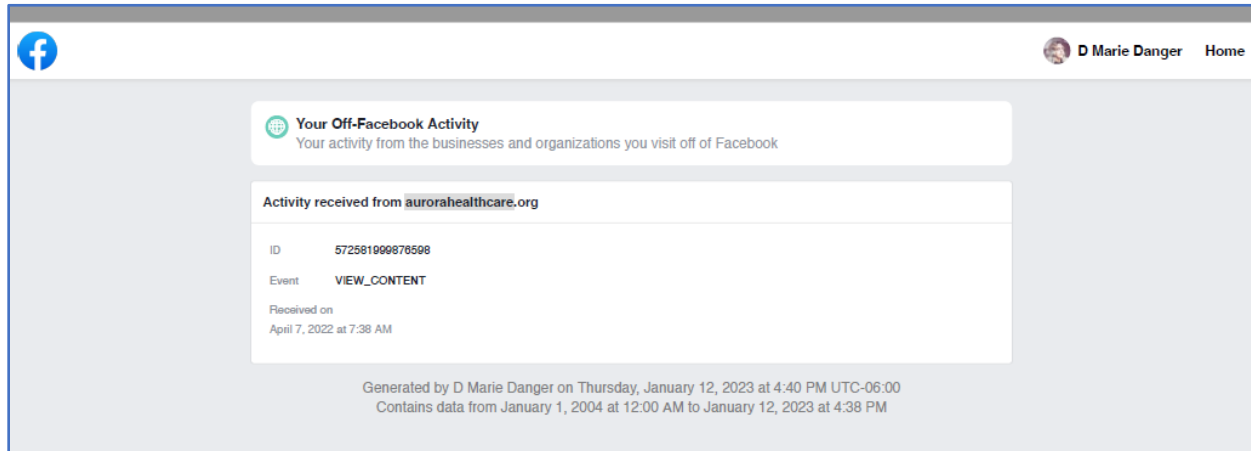 D Marie Danger Home
Your Off-Facebook Activity
Your activity from the businesses and organizations you visit off of Facebook
Activity received from aurorahealthcare.org
ID 572581999876598
Event VIEW_CONTENT
Received on
April 7, 2022 at 7:38 AM
Generated by D Marie Danger on Thursday, January 12, 2023 at 4:40 PM UTC-06:00
Contains data from January 1, 2004 at 12:00 AM to January 12, 2023 at 4:38 PM